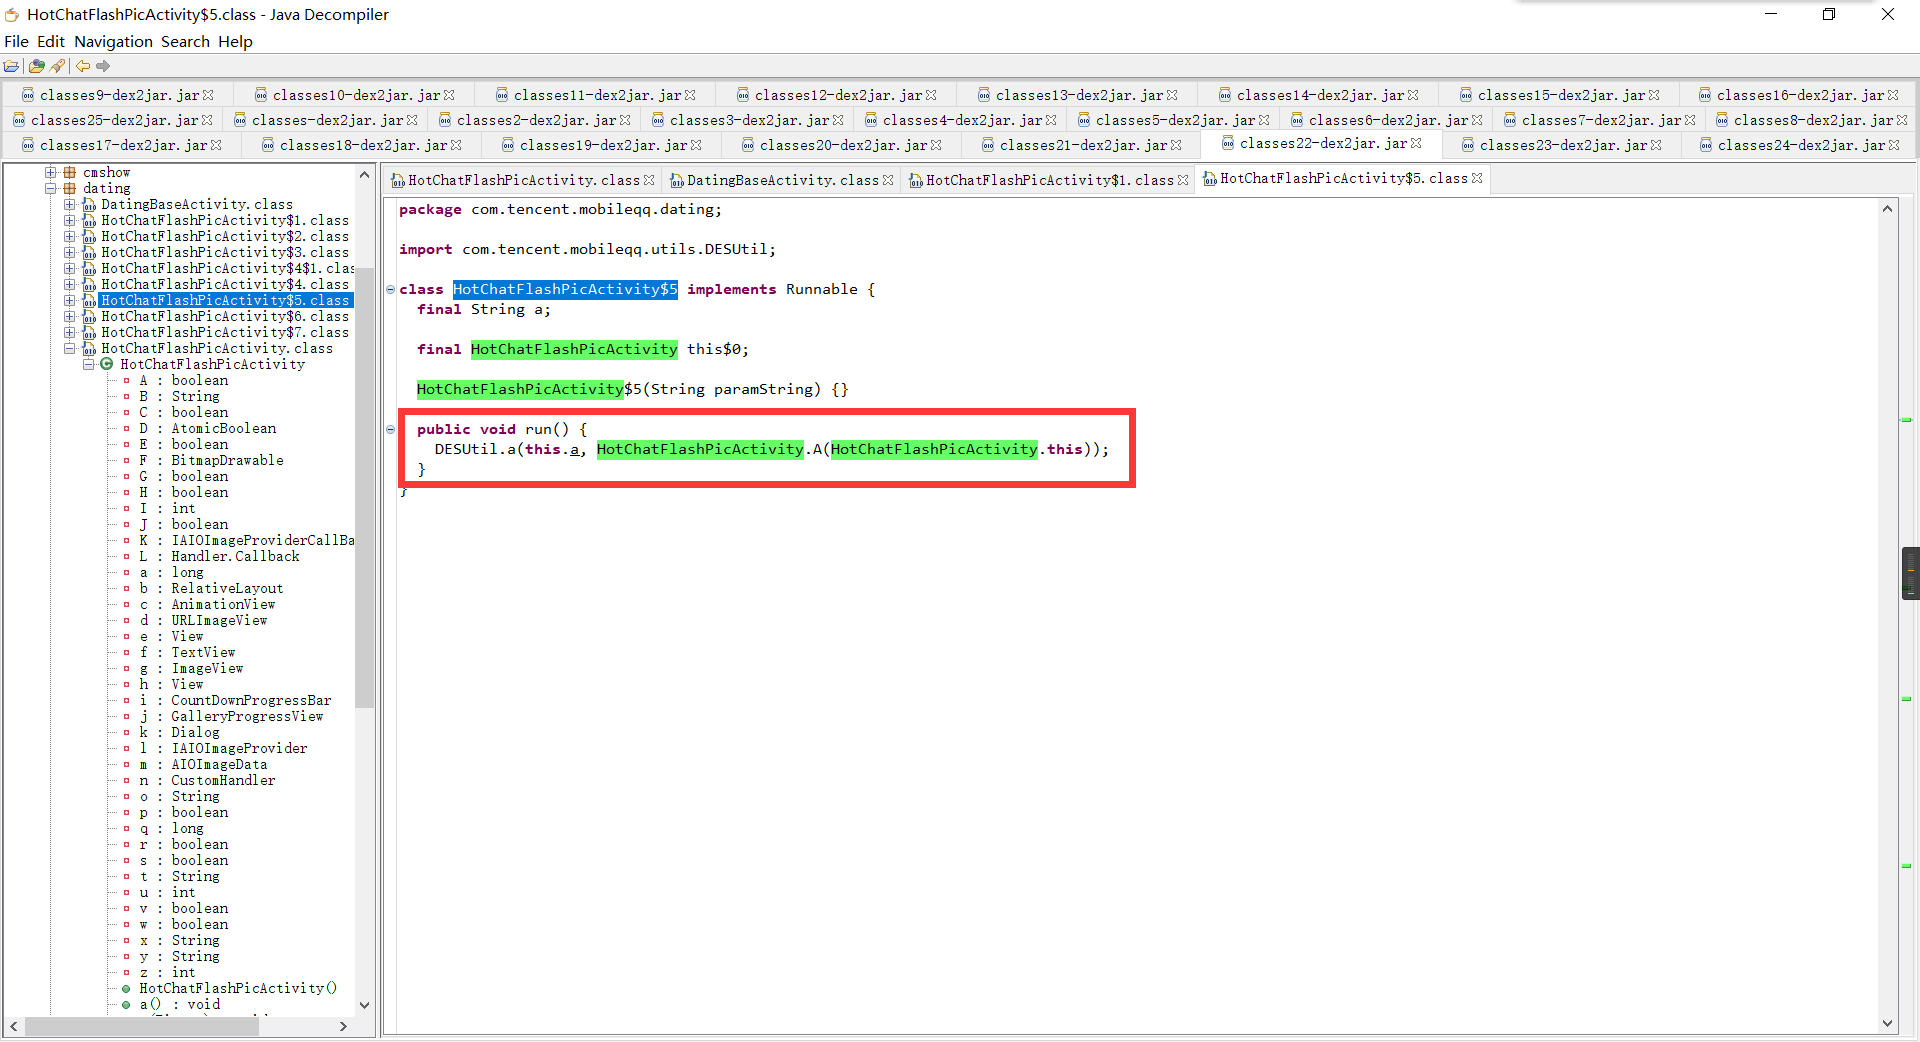 HotChatFlashPicActivity$5.class - Java Decompiler
File Edit Navigation Search Help
classes9-dex2jar.jar classes10-dex2jar.jar classes11-dex2jar.jar classes12-dex2jar.jar classes13-dex2jar.jar classes14-dex2jar.jar classes15-dex2jar.jar classes16-dex2jar.jar
classes25-dex2jar.jar classes-dex2jar.jar classes2-dex2jar.jar classes3-dex2jar.jar classes4-dex2jar.jar classes5-dex2jar.jar classes6-dex2jar.jar classes7-dex2jar.jar classes8-dex2jar.jar
classes17-dex2jar.jar classes18-dex2jar.jar classes19-dex2jar.jar classes20-dex2jar.jar classes21-dex2jar.jar classes22-dex2jar.jar classes23-dex2jar.jar classes24-dex2jar.jar
cmshow
dating
DatingBaseActivity.class
HotChatFlashPicActivity$1.class
HotChatFlashPicActivity$2.class
HotChatFlashPicActivity$3.class
HotChatFlashPicActivity$4$1.clas
HotChatFlashPicActivity$4.class
HotChatFlashPicActivity$5.class
HotChatFlashPicActivity$6.class
HotChatFlashPicActivity$7.class
HotChatFlashPicActivity.class
HotChatFlashPicActivity
A : boolean
B : String
C : boolean
D : AtomicBoolean
E : boolean
F : BitmapDrawable
G : boolean
H : boolean
I : int
J : boolean
K : IAIOImageProviderCallBa
L : Handler.Callback
a : long
b : RelativeLayout
c : AnimationView
d : URLImageView
e : View
f : TextView
g : ImageView
h : View
i : CountDownProgressBar
j : GalleryProgressView
k : Dialog
l : IAIOImageProvider
m : AIOImageData
n : CustomHandler
o : String
p : boolean
q : long
r : boolean
s : boolean
t : String
u : int
v : boolean
w : boolean
x : String
y : String
z : int
HotChatFlashPicActivity()
a() : void
HotChatFlashPicActivity.class DatingBaseActivity.class HotChatFlashPicActivity$1.class HotChatFlashPicActivity$5.class
package com.tencent.mobileqq.dating;
import com.tencent.mobileqq.utils.DESUtil;
class HotChatFlashPicActivity$5 implements Runnable {
final String a;
final HotChatFlashPicActivity this$0;
HotChatFlashPicActivity$5(String paramString) {}
public void run() {
DESUtil.a(this.a, HotChatFlashPicActivity.A(HotChatFlashPicActivity.this));
}
}